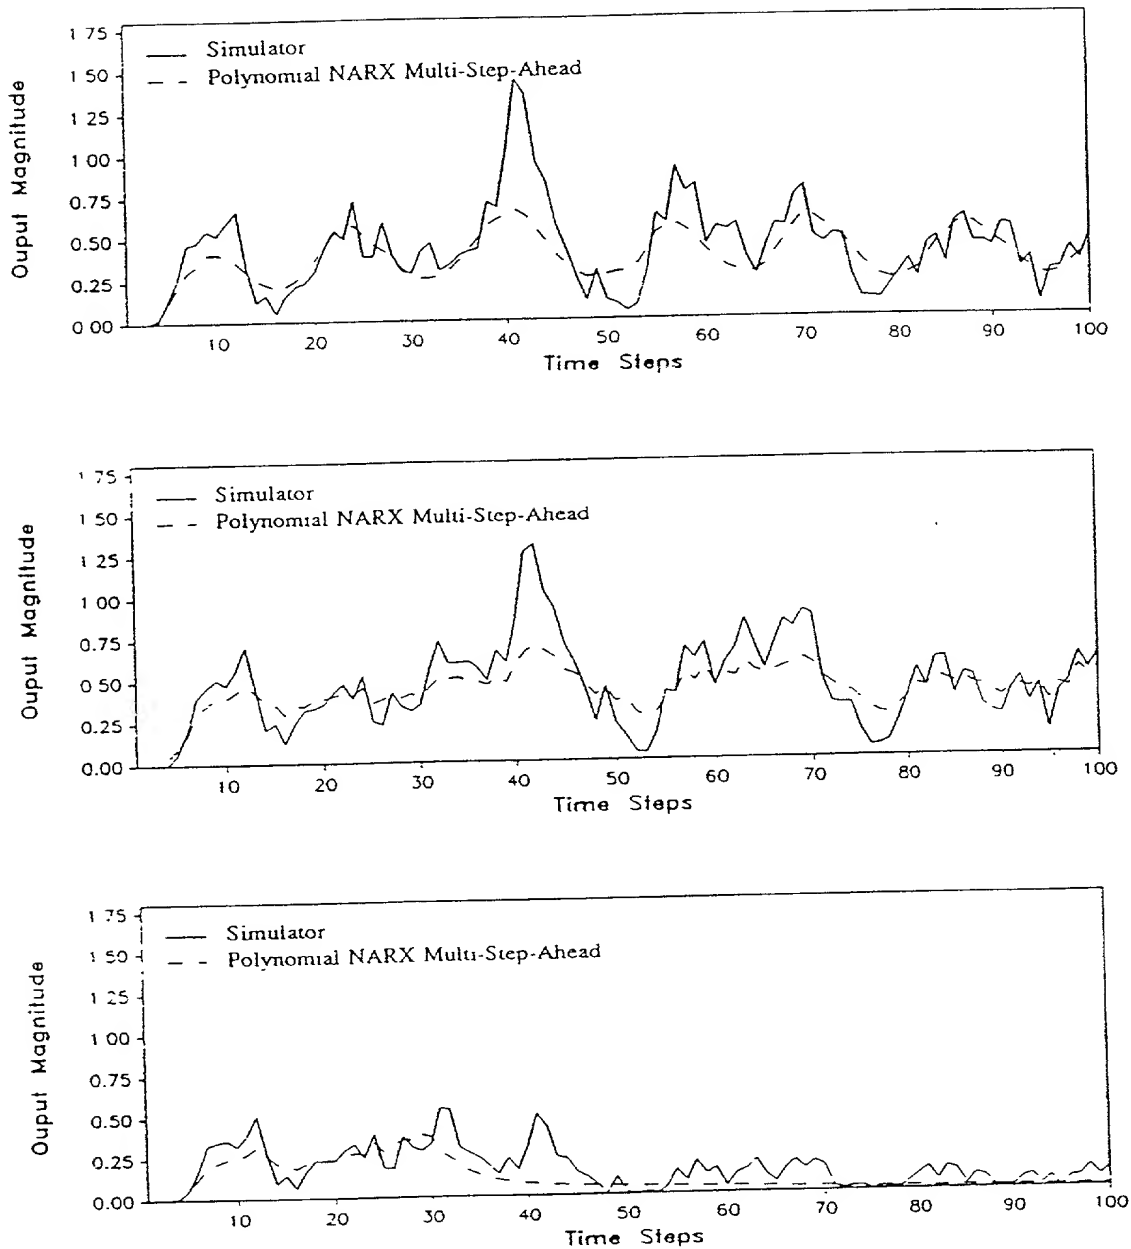 1 75
Simulator
Polynomial NARX Multi-Step-Ahead
1 50
1 25
1 00
0.75
0.50
0.25
0 00
Ouput Magnitude
10 20 30 40 50 60 70 80 90 100
Time Steps
1 75
Simulator
Polynomial NARX Multi-Step-Ahead
1 50
1 25
1 00
0.75
0.50
0.25
0.00
Ouput Magnitude
10 20 30 40 50 60 70 80 90 100
Time Steps
1 75
Simulator
Polynomial NARX Multi-Step-Ahead
1 50
1 25
1 00
0.75
0.50
0.25
0.00
Ouput Magnitude
10 20 30 40 50 60 70 80 90 100
Time Steps